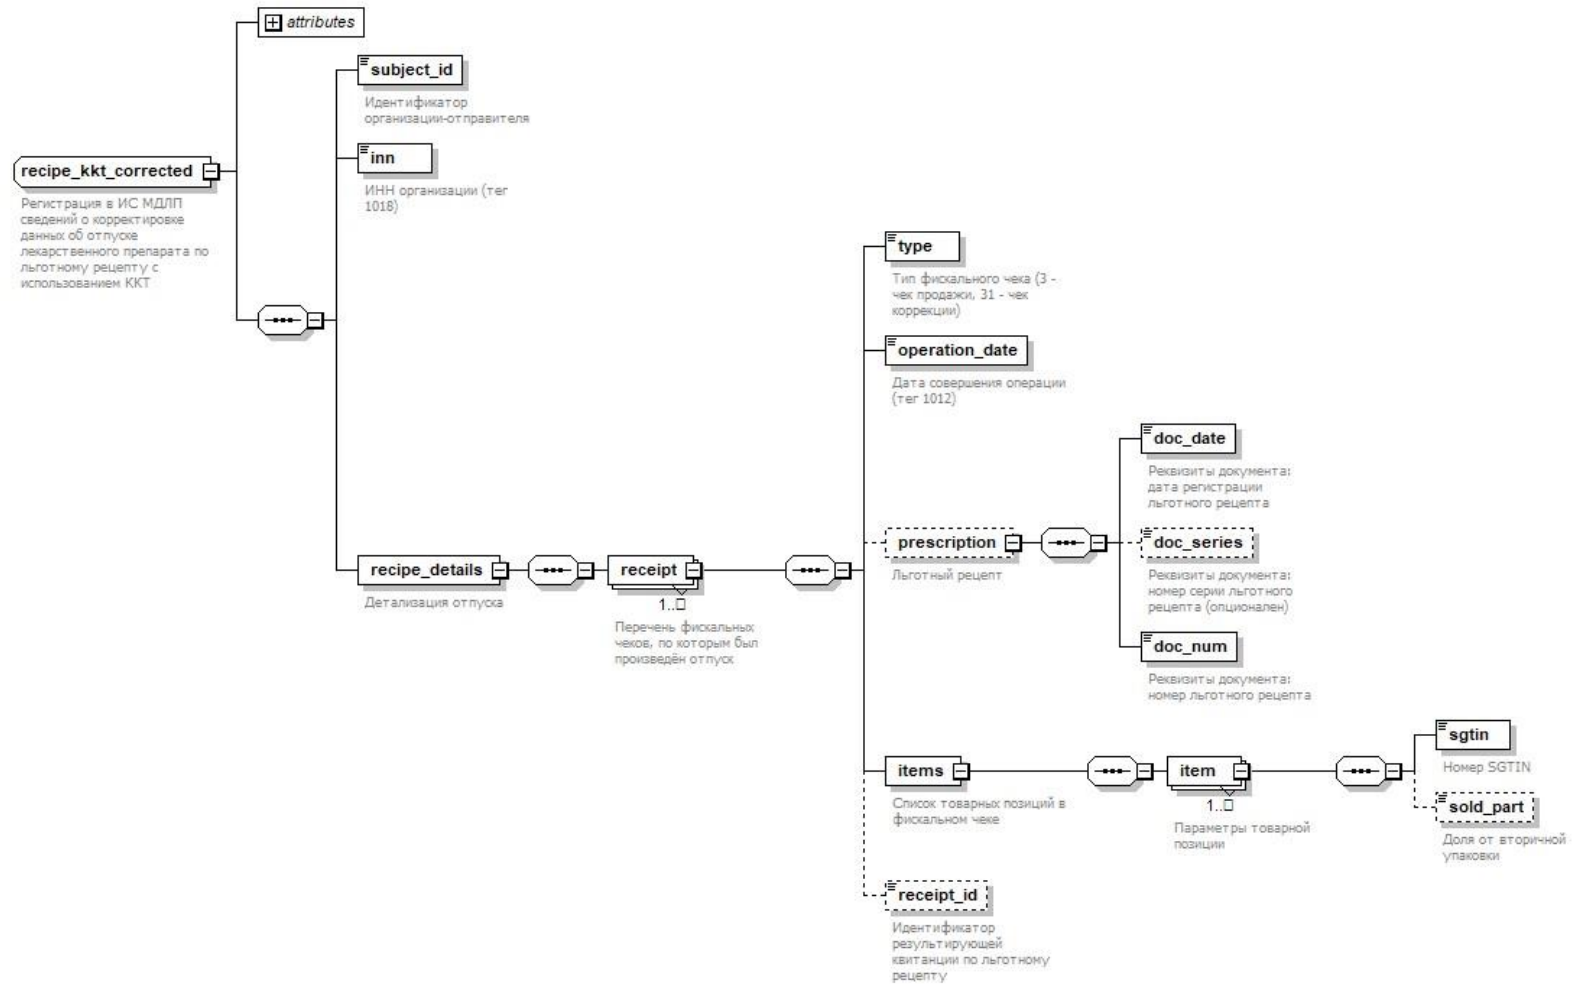 attributes
subject_id
Идентификатор
организации-отправителя
inn
ИНН организации (тег
1018)
recipe_kkt_corrected
Регистрация в ИС МДЛП
сведений о корректировке
данных об отпуске
лекарственного препарата по
льготному рецепту с
использованием ККТ
recipe_details
Детализация отпуска
receipt
1..□
Перечень фискальных
чеков, по которым был
произведён отпуск
type
Тип фискального чека (3 -
чек продажи, 31 - чек
коррекции)
operation_date
Дата совершения операции
(тег 1012)
prescription
Льготный рецепт
doc_date
Реквизиты документа:
дата регистрации
льготного рецепта
doc_series
Реквизиты документа:
номер серии льготного
рецепта (опционален)
doc_num
Реквизиты документа:
номер льготного рецепта
items
Список товарных позиций в
фискальном чеке
item
1..□
Параметры товарной
позиции
sgtin
Номер SGTIN
sold_part
Доля от вторичной
упаковки
receipt_id
Идентификатор
результирующей
квитанции по льготному
рецепту